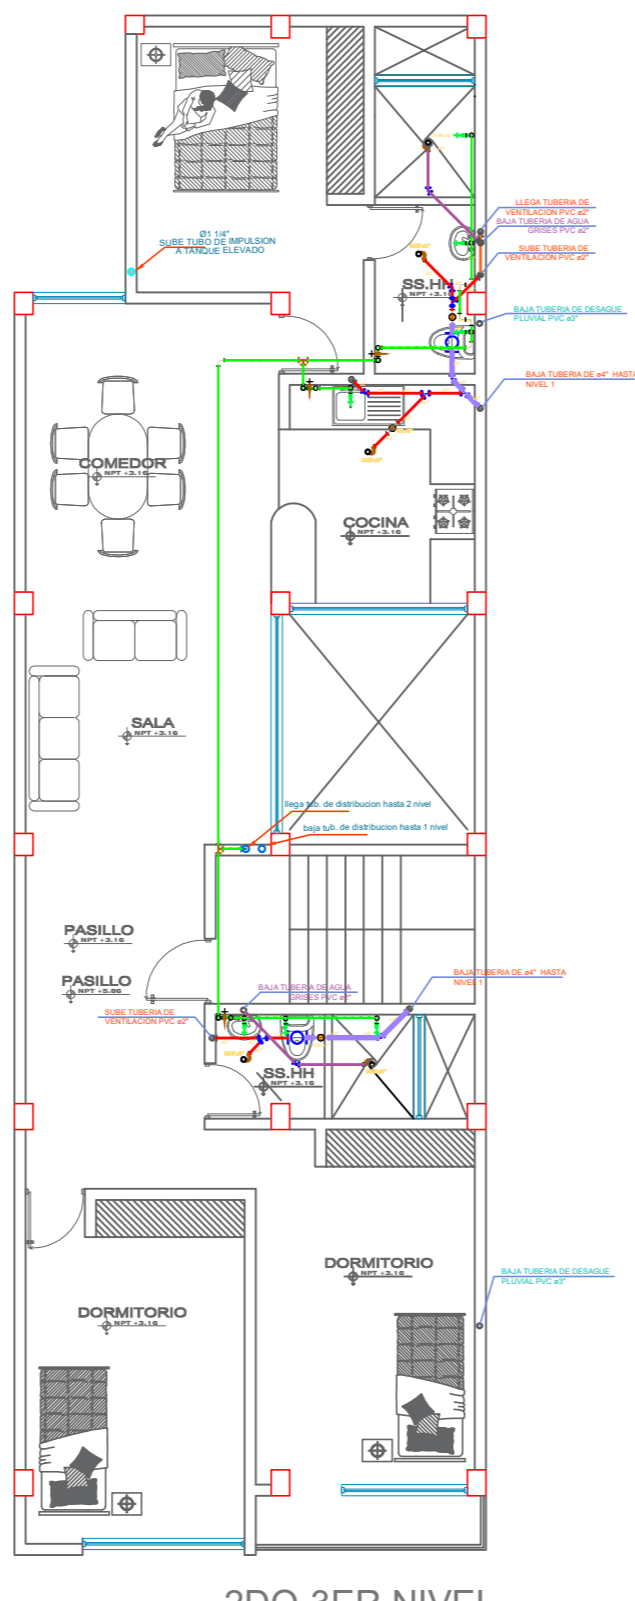 LLEGA TUBERIA DE
VENTILACION PVC ø2"
BAJA TUBERIA DE AGUA
GRISES PVC ø2"
Ø1 1/4"
SUBE TUBO DE IMPULSION
A TANQUE ELEVADO
SUBE TUBERIA DE
VENTILACION PVC ø2"
SS.HH
NPT +3.16
BAJA TUBERIA DE DESAGUE
PLUVIAL PVC ø3"
BAJA TUBERIA DE ø4" HASTA
NIVEL 1
COMEDOR
NPT +3.16
COCINA
NPT +3.16
SALA
NPT +3.16
llega tub. de distribucion hasta 2 nivel
baja tub. de distribucion hasta 1 nivel
PASILLO
NPT +3.16
PASILLO
NPT +5.86
BAJA TUBERIA DE ø4" HASTA
NIVEL 1
BAJA TUBERIA DE AGUA
GRISES PVC ø2"
SUBE TUBERIA DE
VENTILACION PVC ø2"
SS.HH
NPT +3.16
DORMITORIO
NPT +3.16
BAJA TUBERIA DE DESAGUE
PLUVIAL PVC ø3"
DORMITORIO
NPT +3.16
2DO-3ER NIVEL